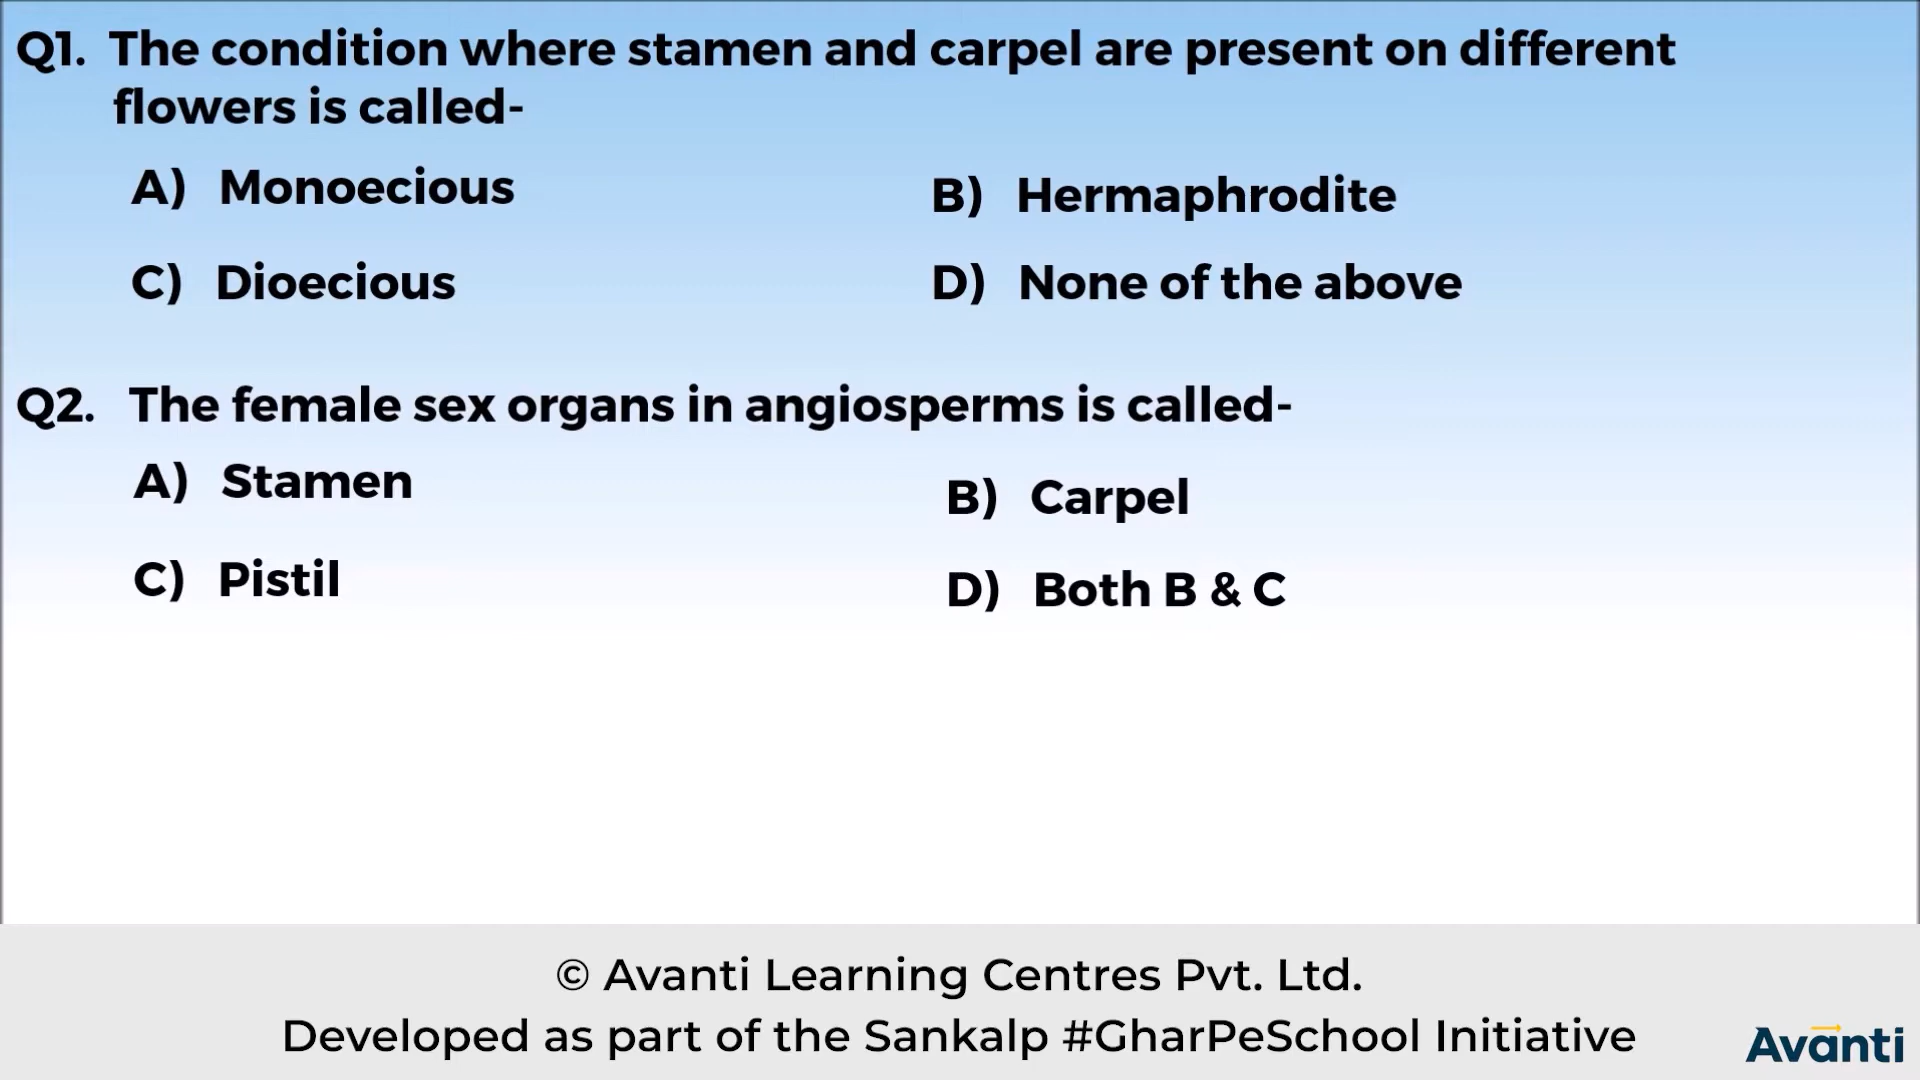 Q1. The condition where stamen and carpel are present on different
flowers is called-
A) Monoecious
B) Hermaphrodite
C) Dioecious
D) None of the above
Q2. The female sex organs in angiosperms is called-
A) Stamen
B) Carpel
C) Pistil
D) Both B & C
© Avanti Learning Centres Pvt. Ltd.
Developed as part of the Sankalp #GharPeSchool Initiative
Avanti